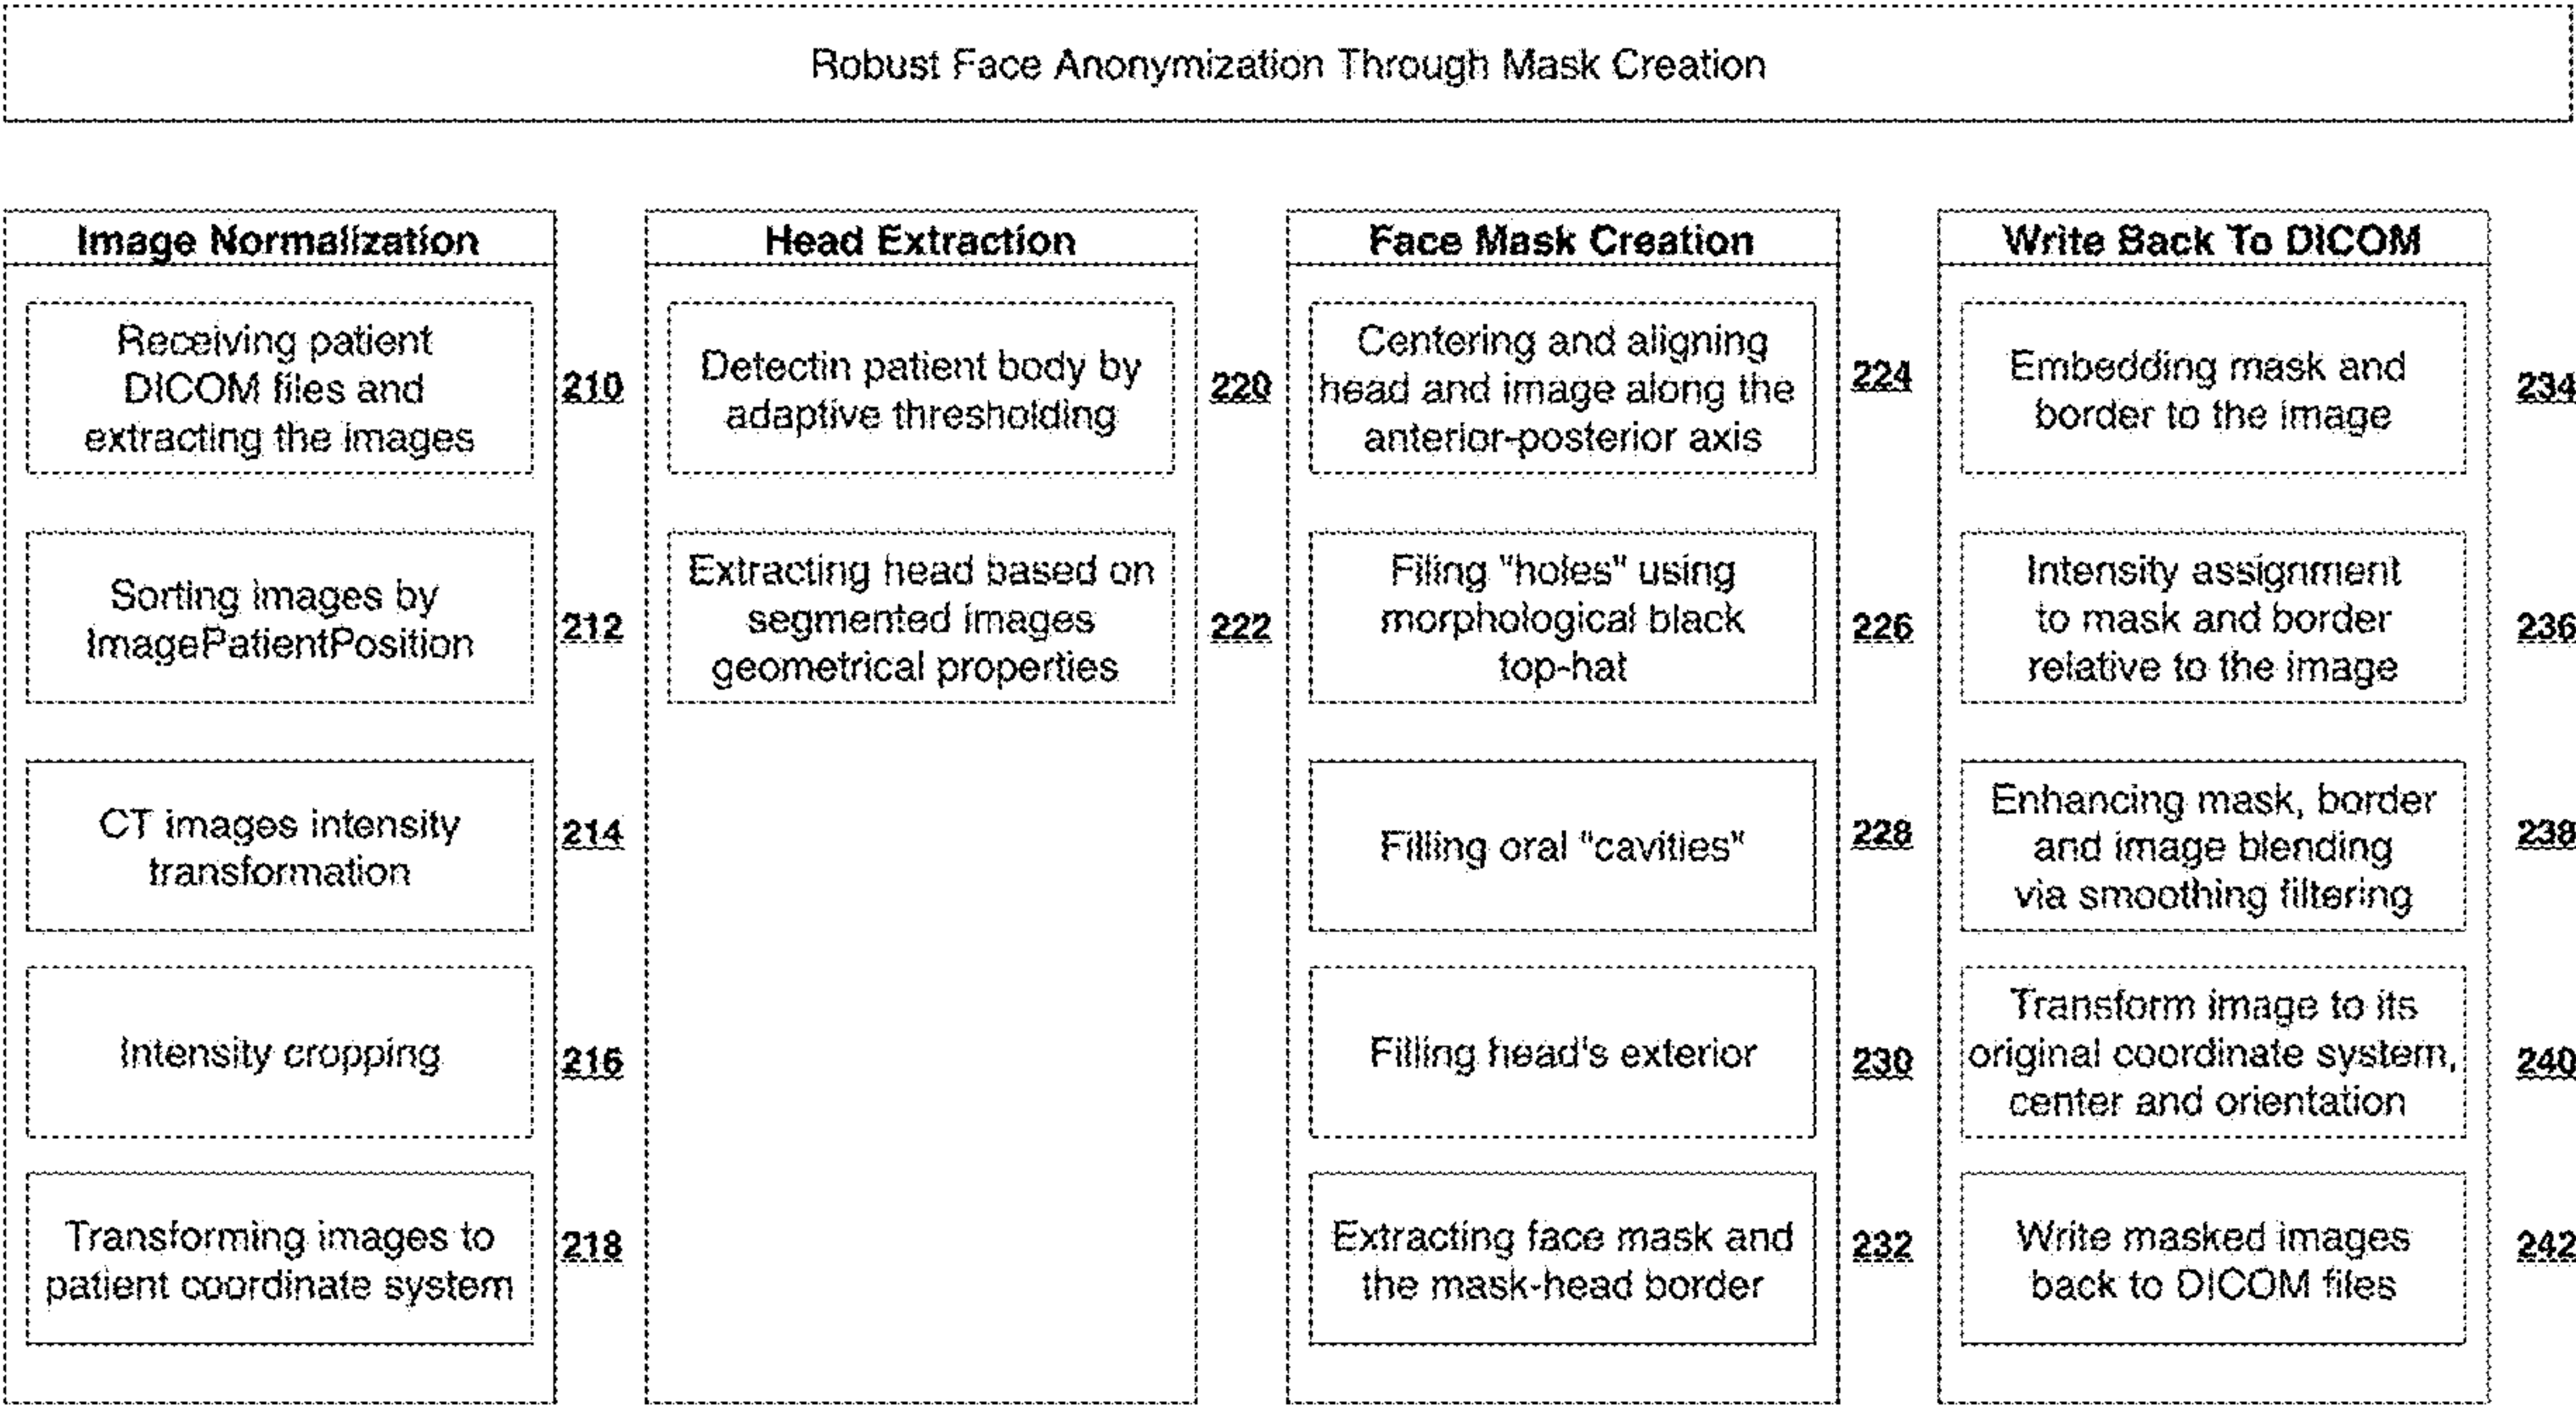 Robust Face Anonymization Through Mask Creation
Image Normalization
Receiving patient
DICOM files and
extracting the images
210
Sorting images by
ImagePatientPosition
212
CT images intensity
transformation
214
Intensity cropping
216
Transforming images to
patient coordinate system
218
Head Extraction
Detectin patient body by
adaptive thresholding
220
Extracting head based on
segmented images
geometrical properties
222
Face Mask Creation
Centering and aligning
head and image along the
anterior-posterior axis
224
Filing "holes" using
morphological black
top-hat
226
Filling oral "cavities"
228
Filling head's exterior
230
Extracting face mask and
the mask-head border
232
Write Back To DICOM
Embedding mask and
border to the image
234
Intensity assignment
to mask and border
relative to the image
236
Enhancing mask, border
and image blending
via smoothing filtering
238
Transform image to its
original coordinate system,
center and orientation
240
Write masked images
back to DICOM files
242